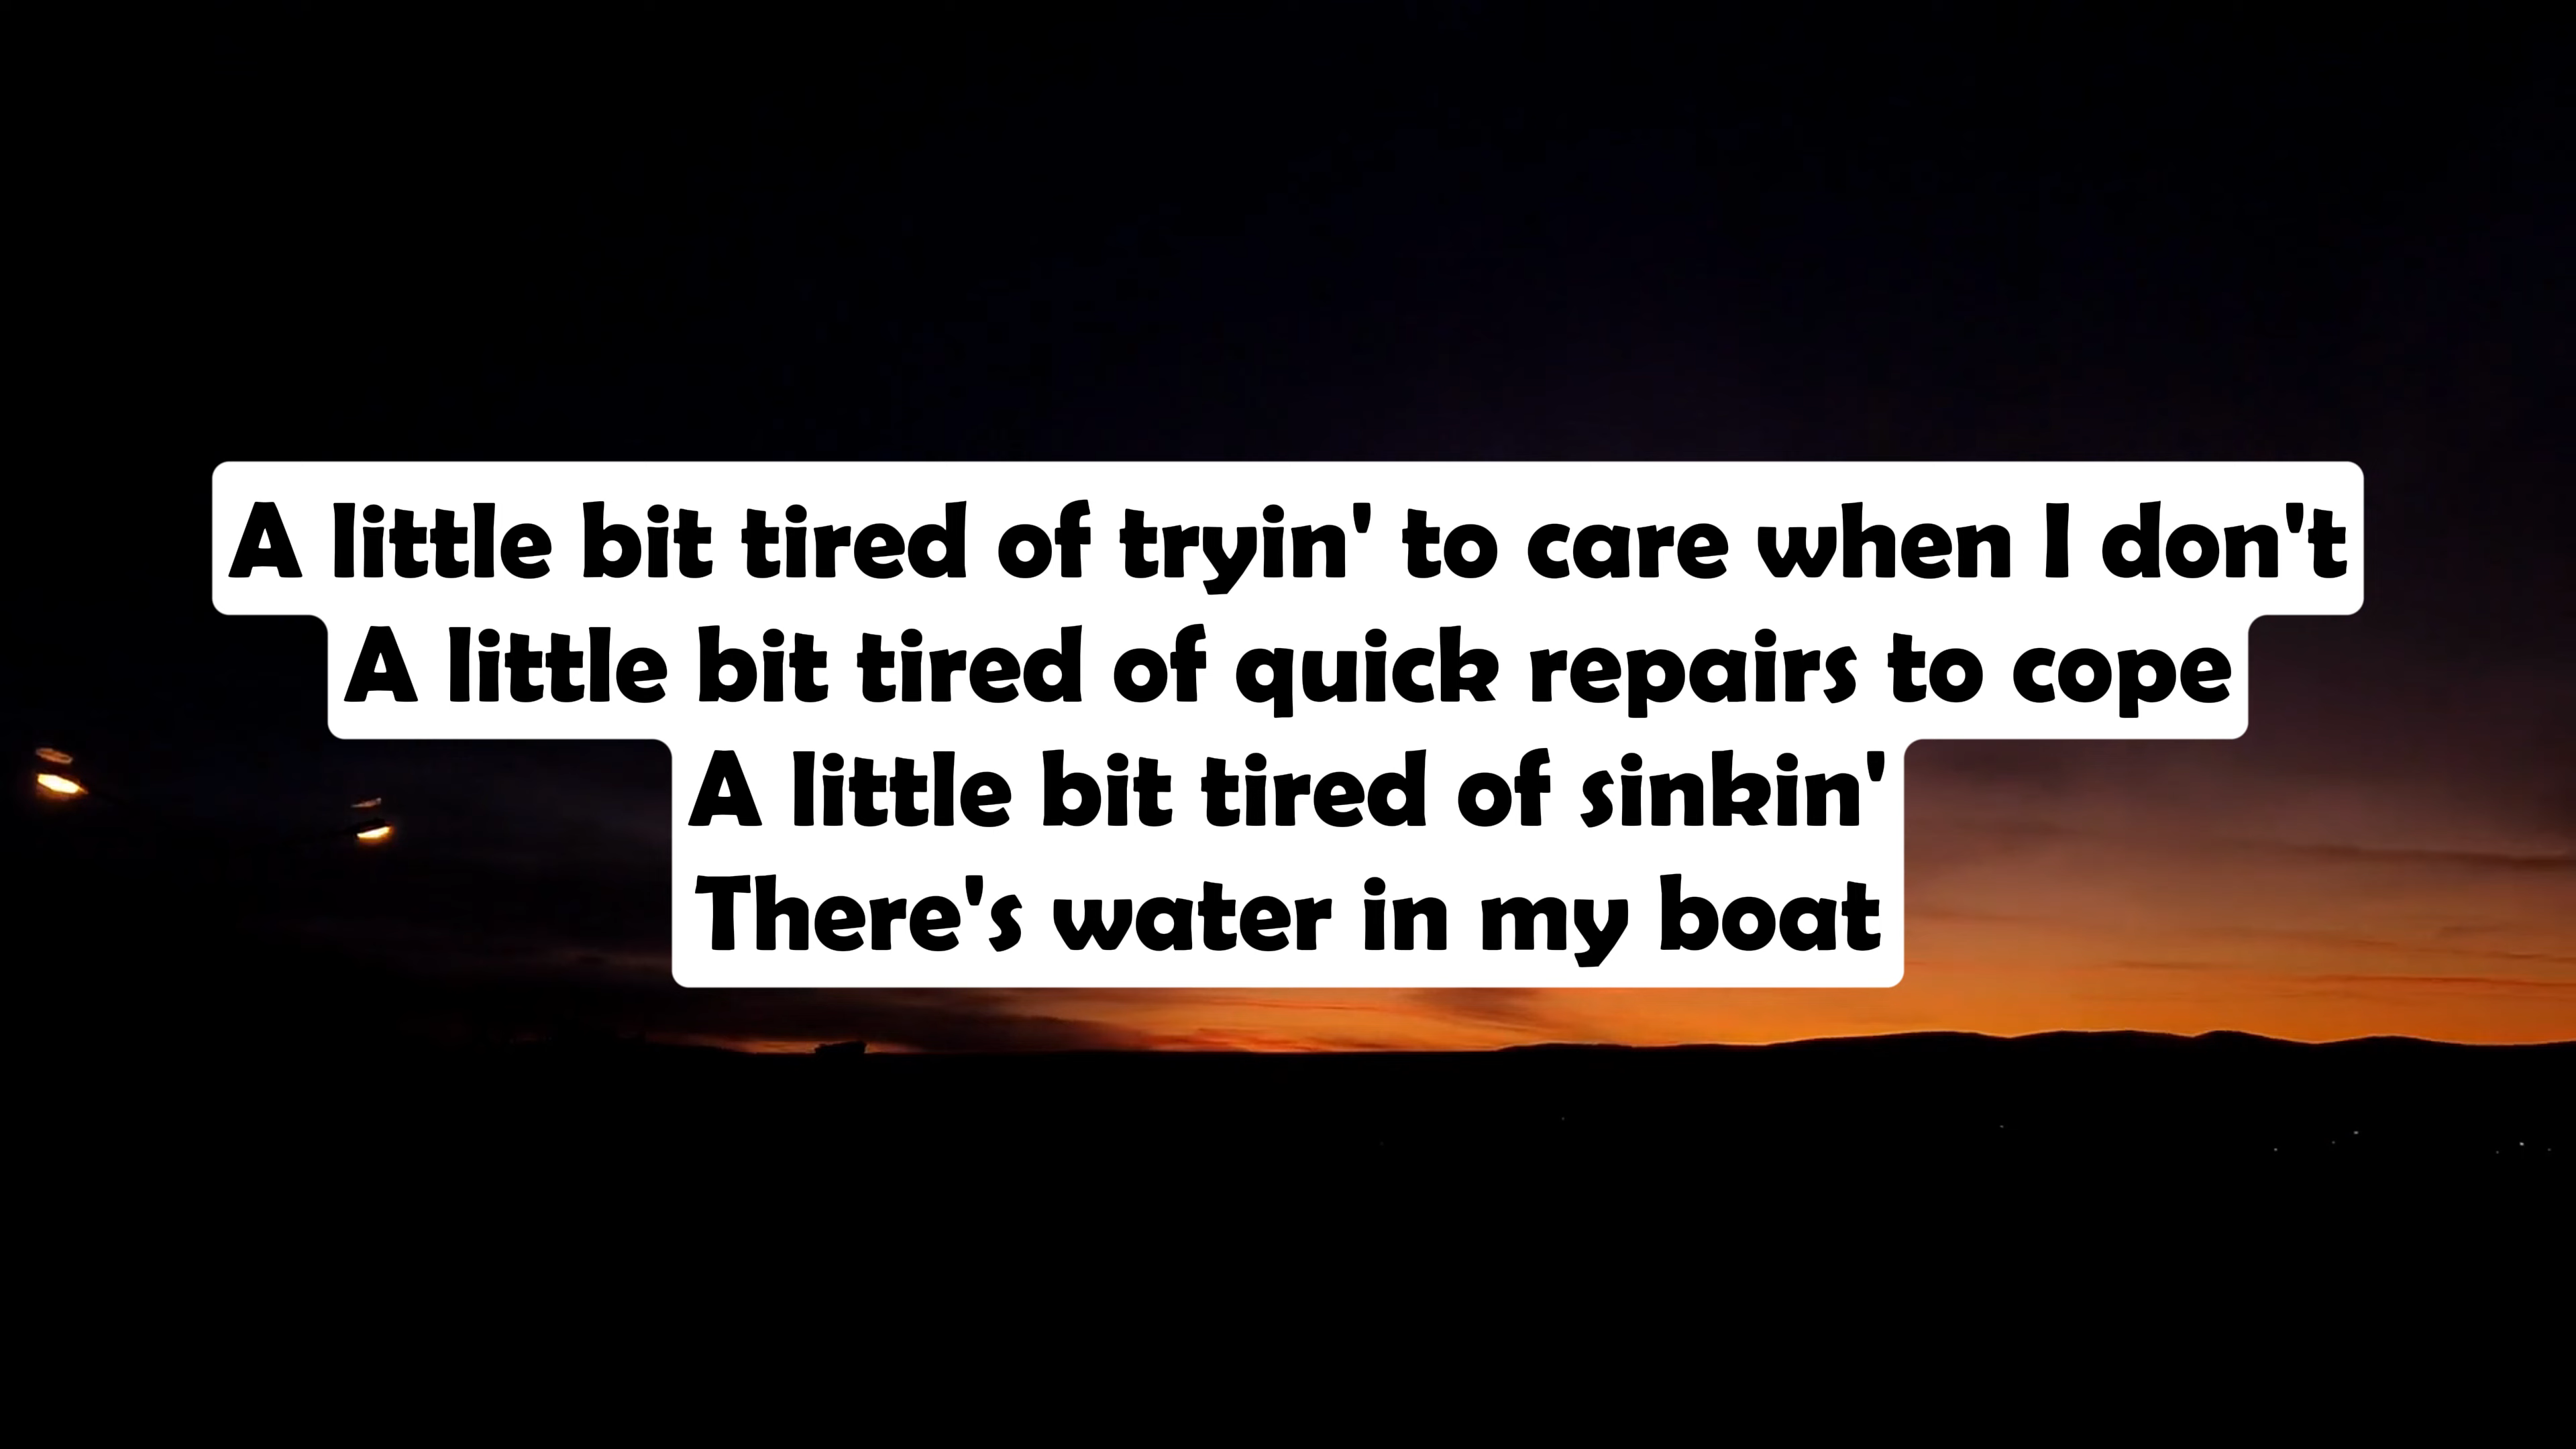 A little bit tired of tryin' to care when I don't
A little bit tired of quick repairs to cope
A little bit tired of sinkin'
There's water in my boat